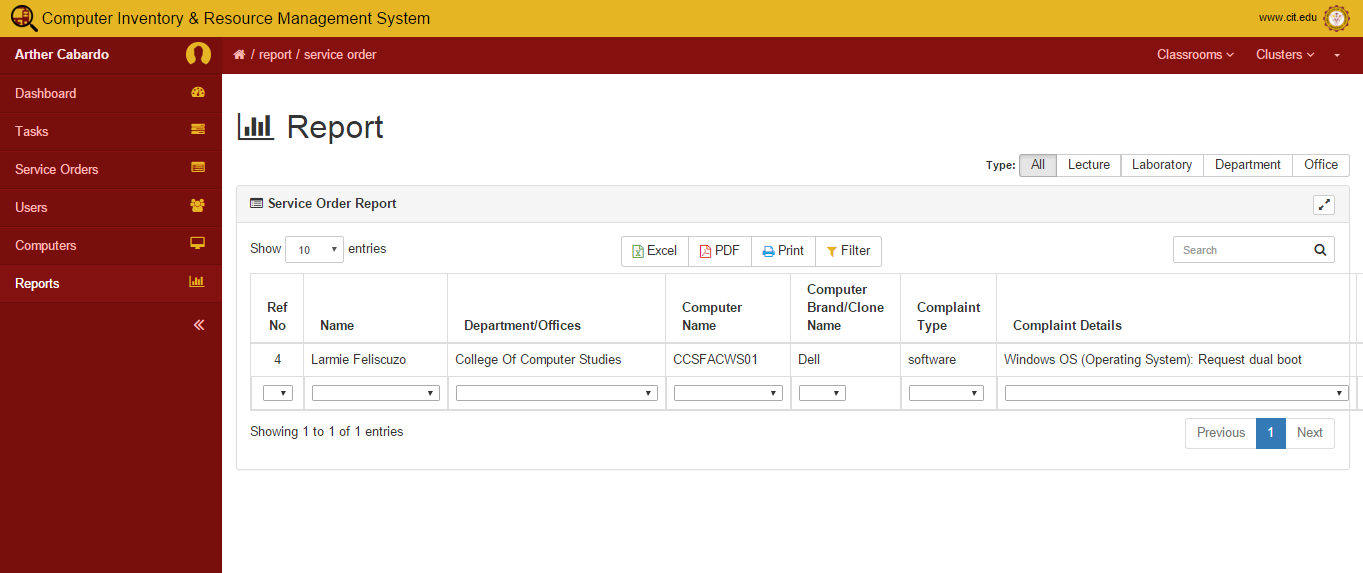 Computer Inventory & Resource Management System
www.cit.edu
Arther Cabardo
/ report / service order
Classrooms
Clusters
Dashboard
Tasks
Service Orders
Users
Computers
Reports
Report
Type: All Lecture Laboratory Department Office
Service Order Report
Show 10 entries
Excel PDF Print Filter
Search
Ref No
Name
Department/Offices
Computer Name
Computer Brand/Clone Name
Complaint Type
Complaint Details
4 Larmie Feliscuzo College Of Computer Studies CCSFACWS01 Dell software Windows OS (Operating System): Request dual boot
Showing 1 to 1 of 1 entries
Previous 1 Next